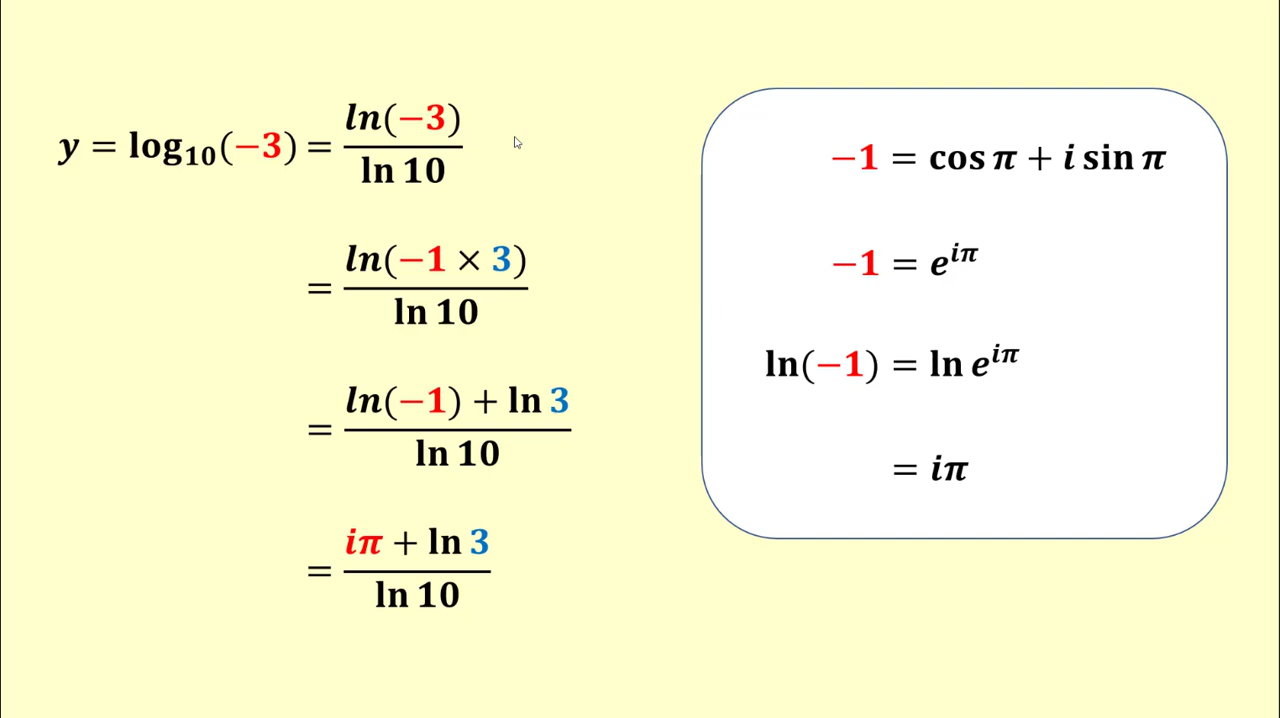 y = log₁₀(−3) = ln(−3) / ln 10
= ln(−1 × 3) / ln 10
= ln(−1) + ln 3 / ln 10
= iπ + ln 3 / ln 10
−1 = cos π + i sin π
−1 = e^{iπ}
ln(−1) = ln e^{iπ}
= iπ